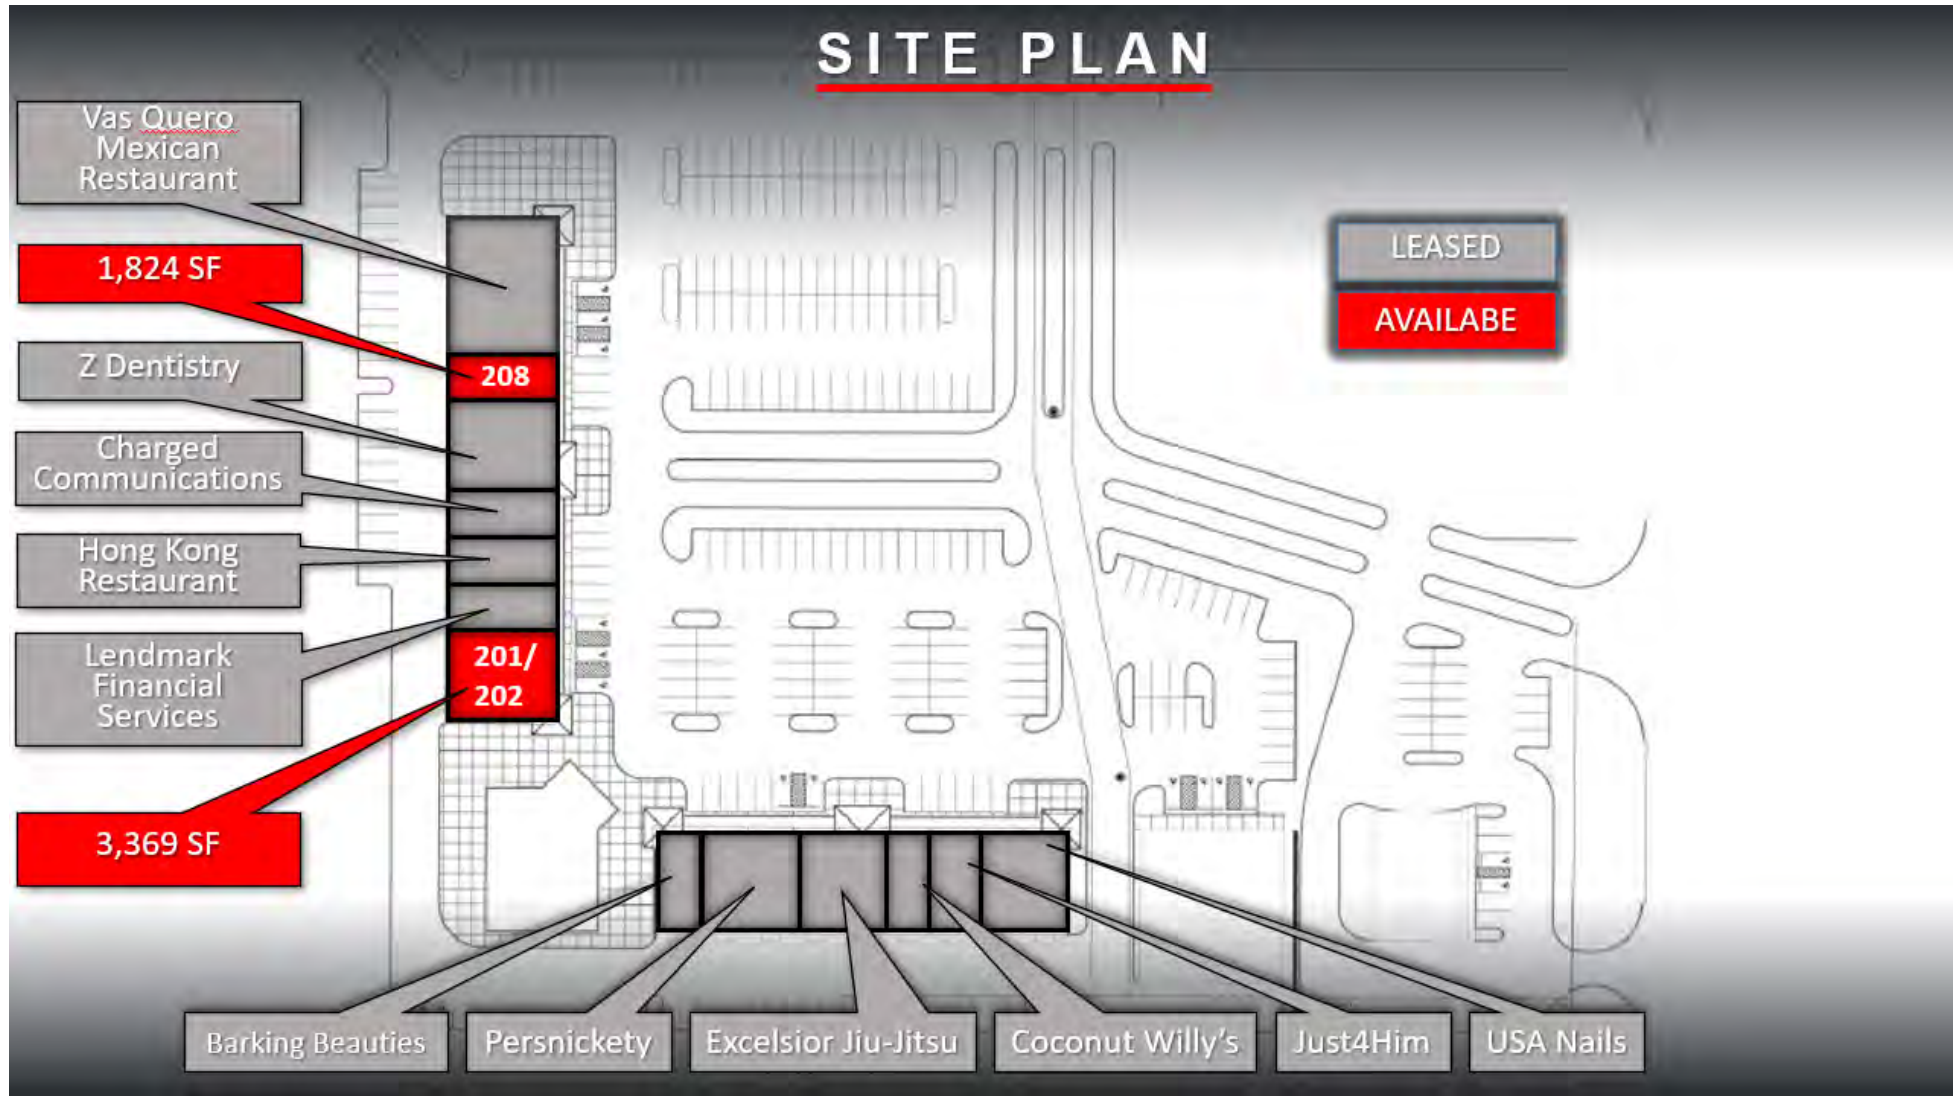 SITE PLAN
Vas Quero
Mexican
Restaurant
1,824 SF
Z Dentistry
Charged
Communications
Hong Kong
Restaurant
Lendmark
Financial
Services
3,369 SF
208
201/
202
LEASED
AVAILABE
Barking Beauties
Persnickety
Excelsior Jiu-Jitsu
Coconut Willy's
Just4Him
USA Nails